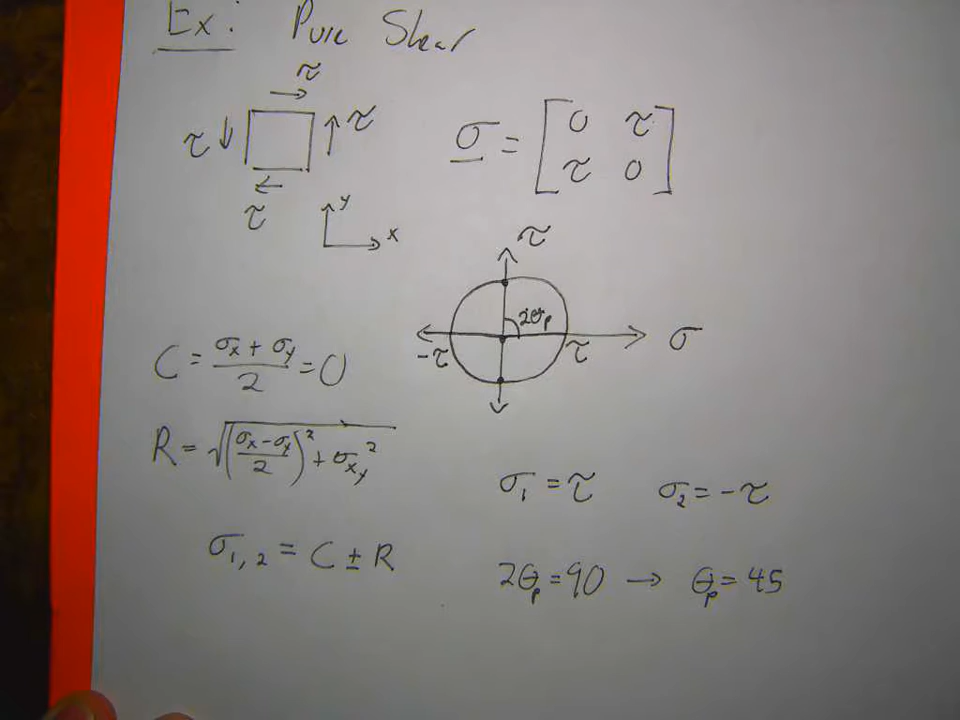 Ex: Pure Shear
τ
τ ↓ ↑ τ
τ
y
x
σ = [0 τ
τ 0]
τ
2θp
-τ τ σ
C = (σx + σy)/2 = 0
R = √(((σx - σy)/2)² + σxy²)
σ1,2 = C ± R
σ1 = τ σ2 = -τ
2θp = 90 → θp = 45